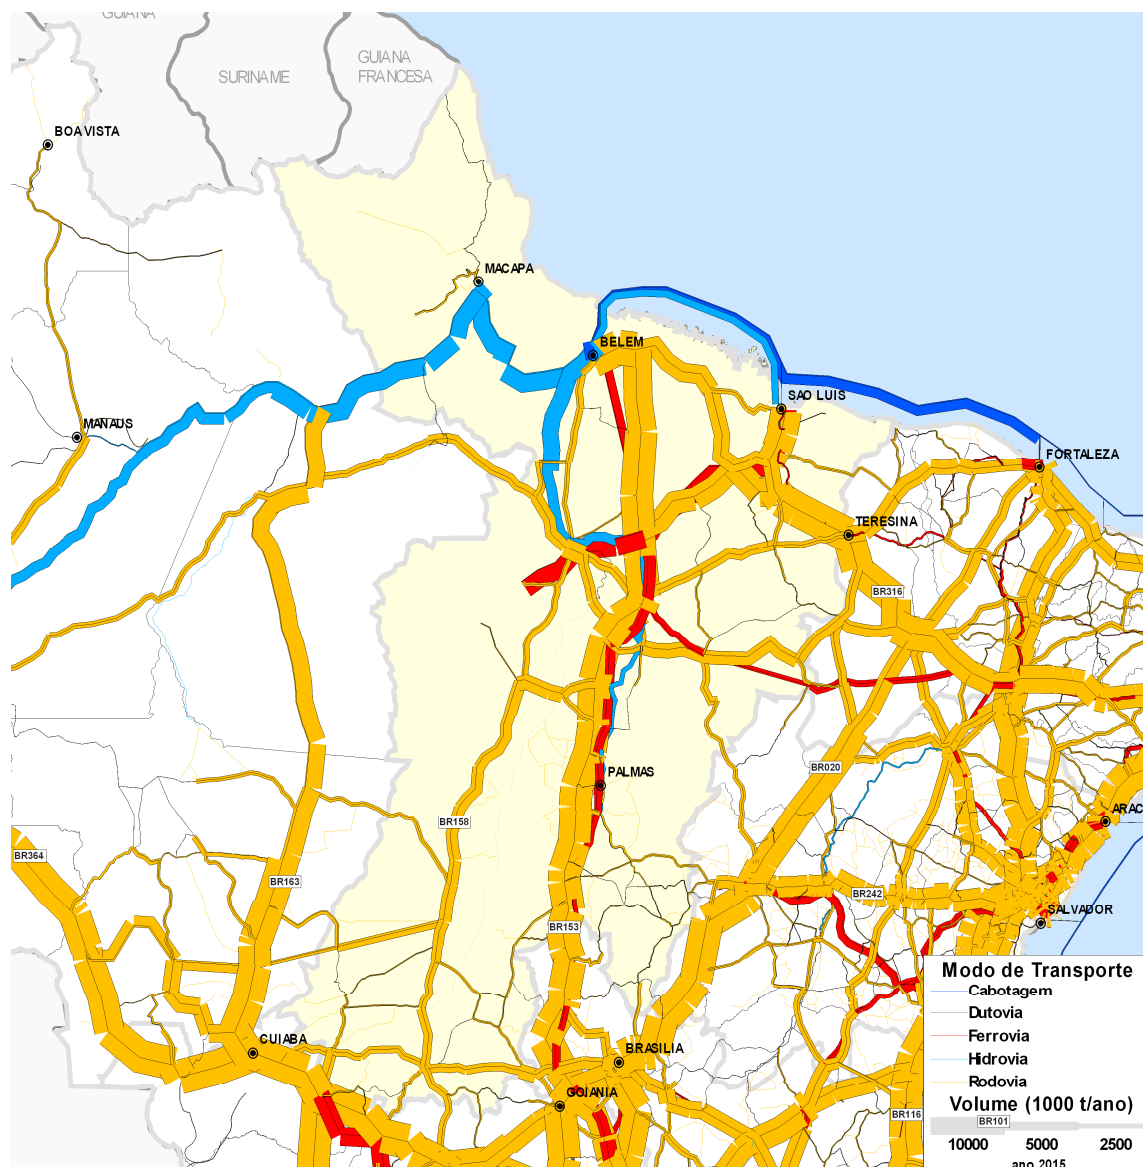 GUIANA
SURINAME
GUIANA
FRANCESA
BOA VISTA
MACAPA
BELEM
SAO LUIS
MANAUS
FORTALEZA
TERESINA
BR316
PALMAS
BR020
BR158
ARAC
BR364
BR163
BR242
SALVADOR
BR153
CUIABA
BRASILIA
GOIANIA
BR116
Modo de Transporte
Cabotagem
Dutovia
Ferrovia
Hidrovia
Rodovia
Volume (1000 t/ano)
BR101
10000 5000 2500
ano 2015